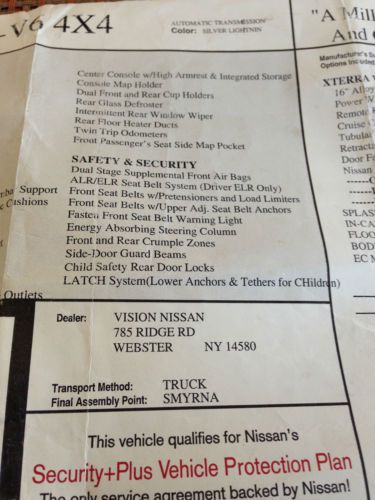 -V6 4X4
AUTOMATIC TRANSMISSION
Color: SILVER LIGHTNIN
"A Mill
And
Manufacturer's S
Options Included
Center Console w/High Armrest & Integrated Storage
Console Map Holder
Dual Front and Rear Cup Holders
Rear Glass Defroster
Intermittent Rear Window Wiper
Rear Floor Heater Ducts
Twin Trip Odometers
Front Passenger's Seat Side Map Pocket
XTERRA
16" Alloy
Power
Remote
Cruise
Tubular
Retract
Door
Nissan
SAFETY & SECURITY
Dual Stage Supplemental Front Air Bags
ALR/ELR Seat Belt System (Driver ELR Only)
Front Seat Belts w/Pretensioners and Load Limiters
Front Seat Belts w/Upper Adj. Seat Belt Anchors
Fasten Front Seat Belt Warning Light
Energy Absorbing Steering Column
Front and Rear Crumple Zones
Side-Door Guard Beams
Child Safety Rear Door Locks
LATCH System(Lower Anchors & Tethers for CHildren)
Support
Cushions
Outlets
SPLAS
IN-CA
FLOO
BOD
EC M
Dealer: VISION NISSAN
785 RIDGE RD
WEBSTER NY 14580
Transport Method: TRUCK
Final Assembly Point: SMYRNA
This vehicle qualifies for Nissan's
Security+Plus Vehicle Protection Plan
The only service agreement backed by Nissan!